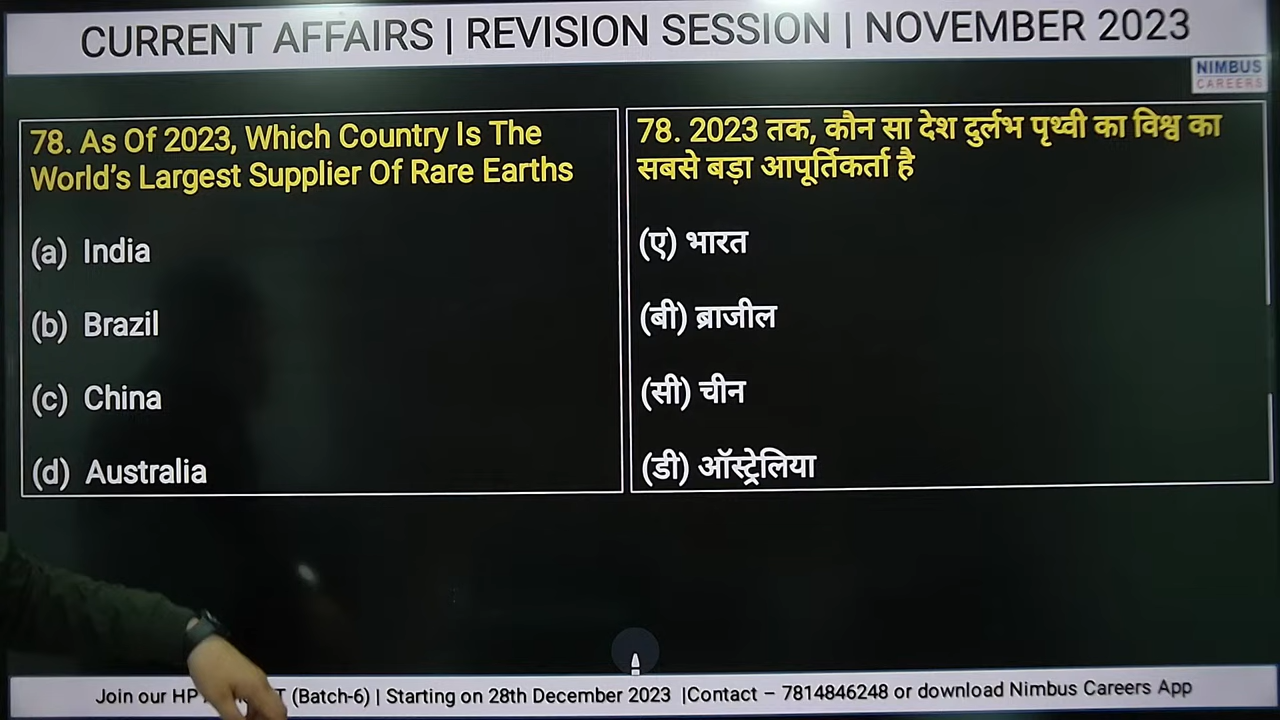 CURRENT AFFAIRS | REVISION SESSION | NOVEMBER 2023
NIMBUS
CAREERS
78. As Of 2023, Which Country Is The
World's Largest Supplier Of Rare Earths
(a) India
(b) Brazil
(c) China
(d) Australia
78. 2023 तक, कौन सा देश दुर्लभ पृथ्वी का विश्व का
सबसे बड़ा आपूर्तिकर्ता है
(ए) भारत
(बी) ब्राजील
(सी) चीन
(डी) ऑस्ट्रेलिया
Join our HP (Batch-6) | Starting on 28th December 2023 |Contact – 7814846248 or download Nimbus Careers App